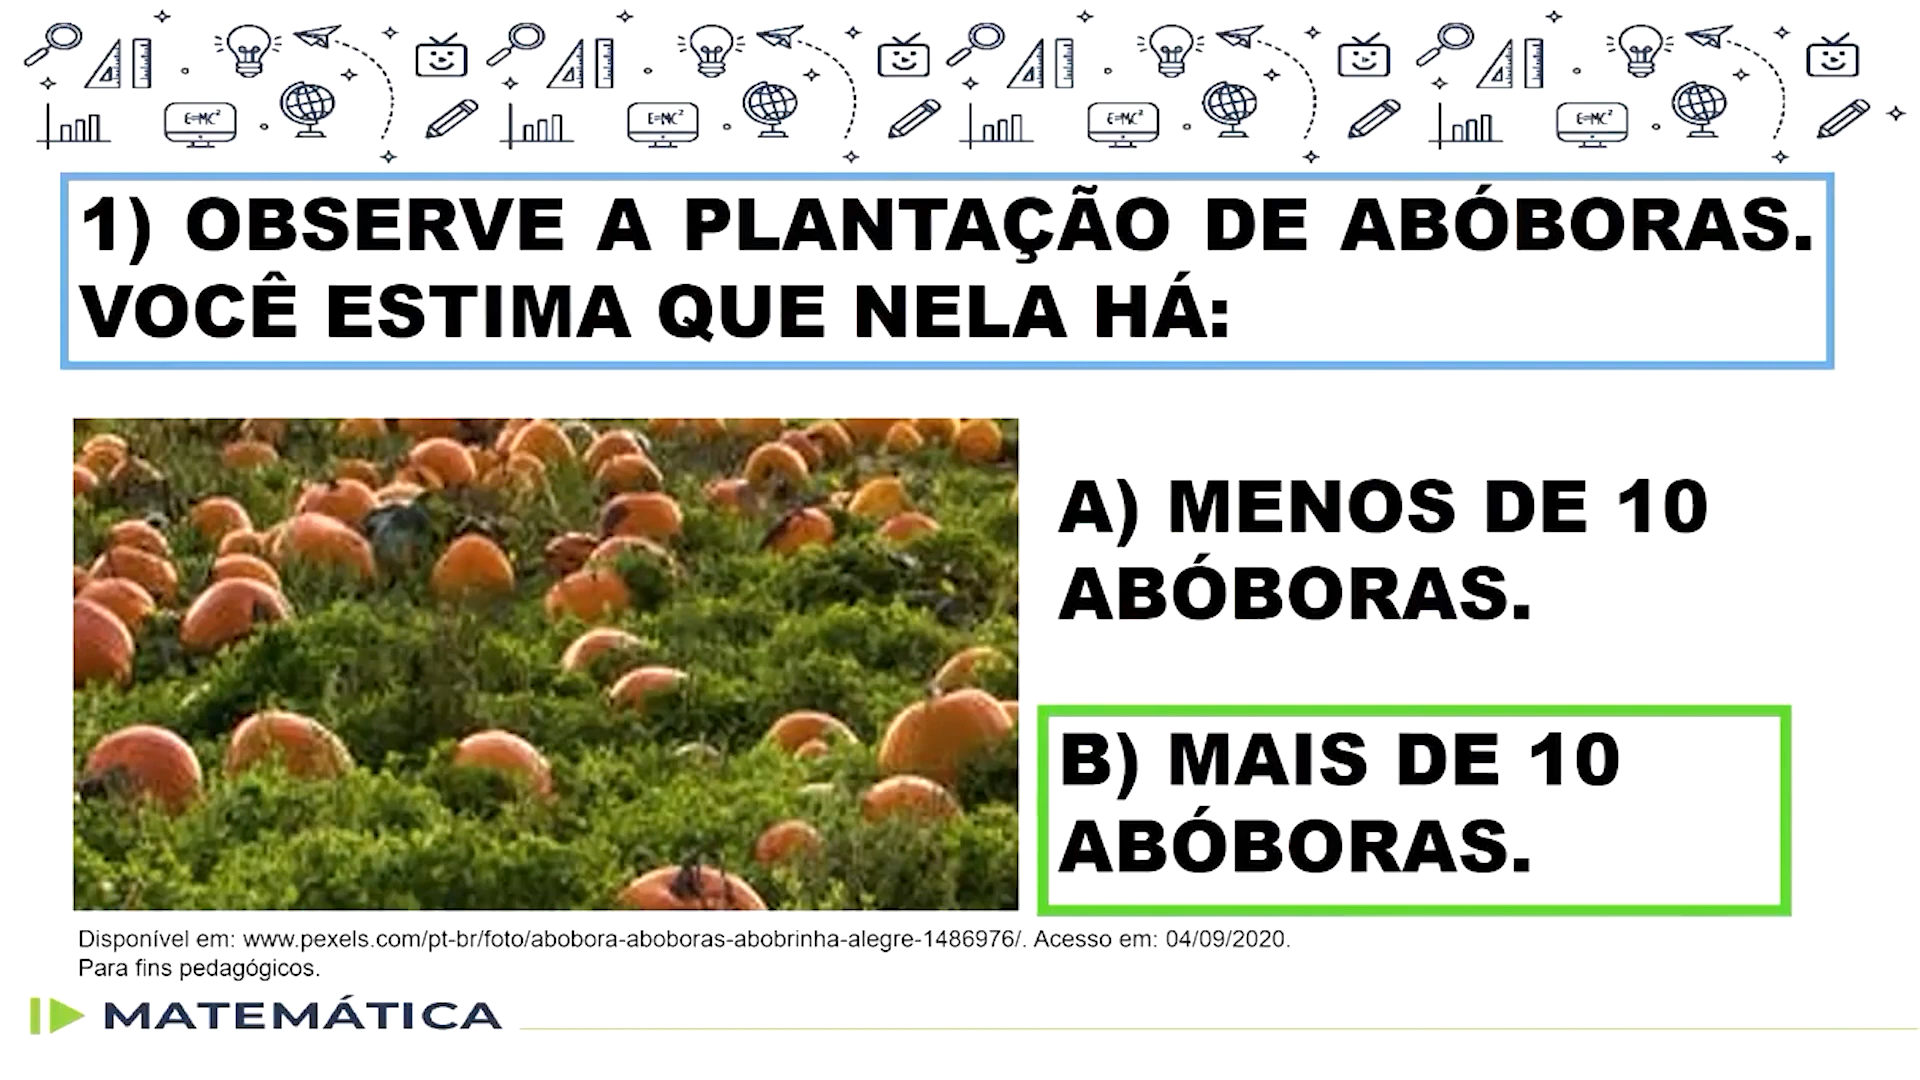 E=MC² E=MC² E=MC² E=MC²
1) OBSERVE A PLANTAÇÃO DE ABÓBORAS.
VOCÊ ESTIMA QUE NELA HÁ:
A) MENOS DE 10
ABÓBORAS.
B) MAIS DE 10
ABÓBORAS.
Disponível em: www.pexels.com/pt-br/foto/abobora-aboboras-abobrinha-alegre-1486976/. Acesso em: 04/09/2020.
Para fins pedagógicos.
MATEMÁTICA